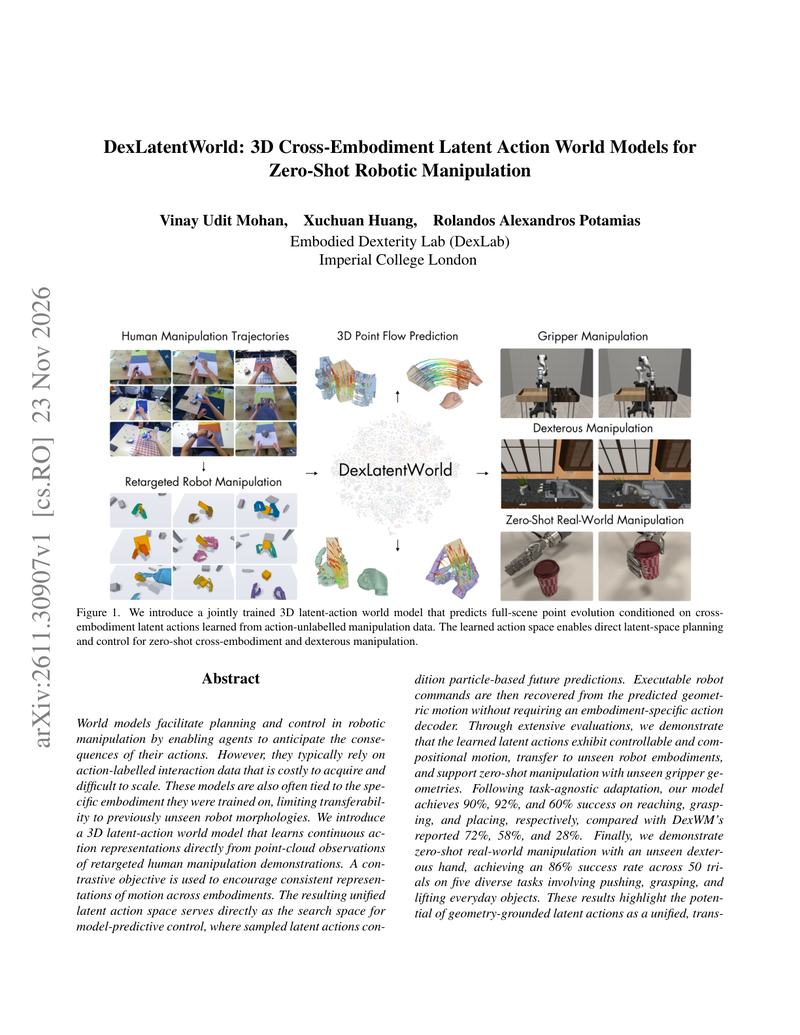 DexLatentWorld: 3D Cross-Embodiment Latent Action World Models for
Zero-Shot Robotic Manipulation
Vinay Udit Mohan, Xuchuan Huang, Rolandos Alexandros Potamias
Embodied Dexterity Lab (DexLab)
Imperial College London
arXiv:2611.30907v1 [cs.RO] 23 Nov 2026
Human Manipulation Trajectories
Retargeted Robot Manipulation
3D Point Flow Prediction
DexLatentWorld
Gripper Manipulation
Dexterous Manipulation
Zero-Shot Real-World Manipulation
Figure 1. We introduce a jointly trained 3D latent-action world model that predicts full-scene point evolution conditioned on cross-
embodiment latent actions learned from action-unlabelled manipulation data. The learned action space enables direct latent-space planning
and control for zero-shot cross-embodiment and dexterous manipulation.
Abstract
World models facilitate planning and control in robotic
manipulation by enabling agents to anticipate the conse-
quences of their actions. However, they typically rely on
action-labelled interaction data that is costly to acquire and
difficult to scale. These models are also often tied to the spe-
cific embodiment they were trained on, limiting transferabil-
ity to previously unseen robot morphologies. We introduce
a 3D latent-action world model that learns continuous ac-
tion representations directly from point-cloud observations
of retargeted human manipulation demonstrations. A con-
trastive objective is used to encourage consistent represen-
tations of motion across embodiments. The resulting unified
latent action space serves directly as the search space for
model-predictive control, where sampled latent actions con-
dition particle-based future predictions. Executable robot
commands are then recovered from the predicted geomet-
ric motion without requiring an embodiment-specific action
decoder. Through extensive evaluations, we demonstrate
that the learned latent actions exhibit controllable and com-
positional motion, transfer to unseen robot embodiments,
and support zero-shot manipulation with unseen gripper ge-
ometries. Following task-agnostic adaptation, our model
achieves 90%, 92%, and 60% success on reaching, grasp-
ing, and placing, respectively, compared with DexWM's
reported 72%, 58%, and 28%. Finally, we demonstrate
zero-shot real-world manipulation with an unseen dexter-
ous hand, achieving an 86% success rate across 50 tri-
als on five diverse tasks involving pushing, grasping, and
lifting everyday objects. These results highlight the poten-
tial of geometry-grounded latent actions as a unified, trans-